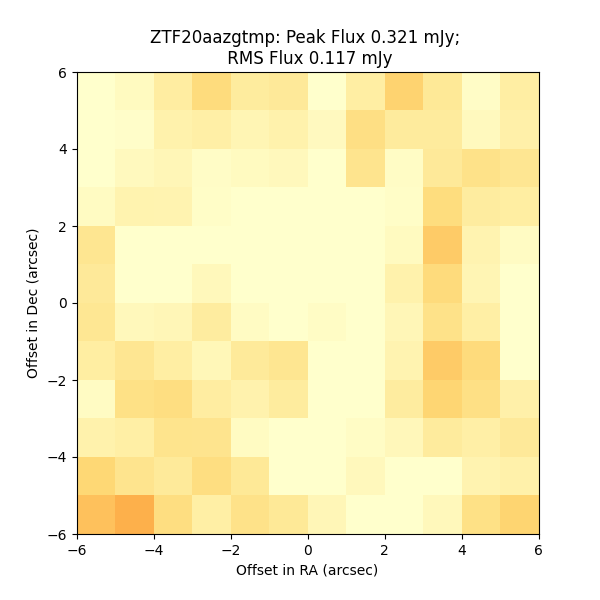 ZTF20aazgtmp: Peak Flux 0.321 mJy;
RMS Flux 0.117 mJy
6
4
2
0
−2
−4
−6
Offset in Dec (arcsec)
−6 −4 −2 0 2 4 6
Offset in RA (arcsec)